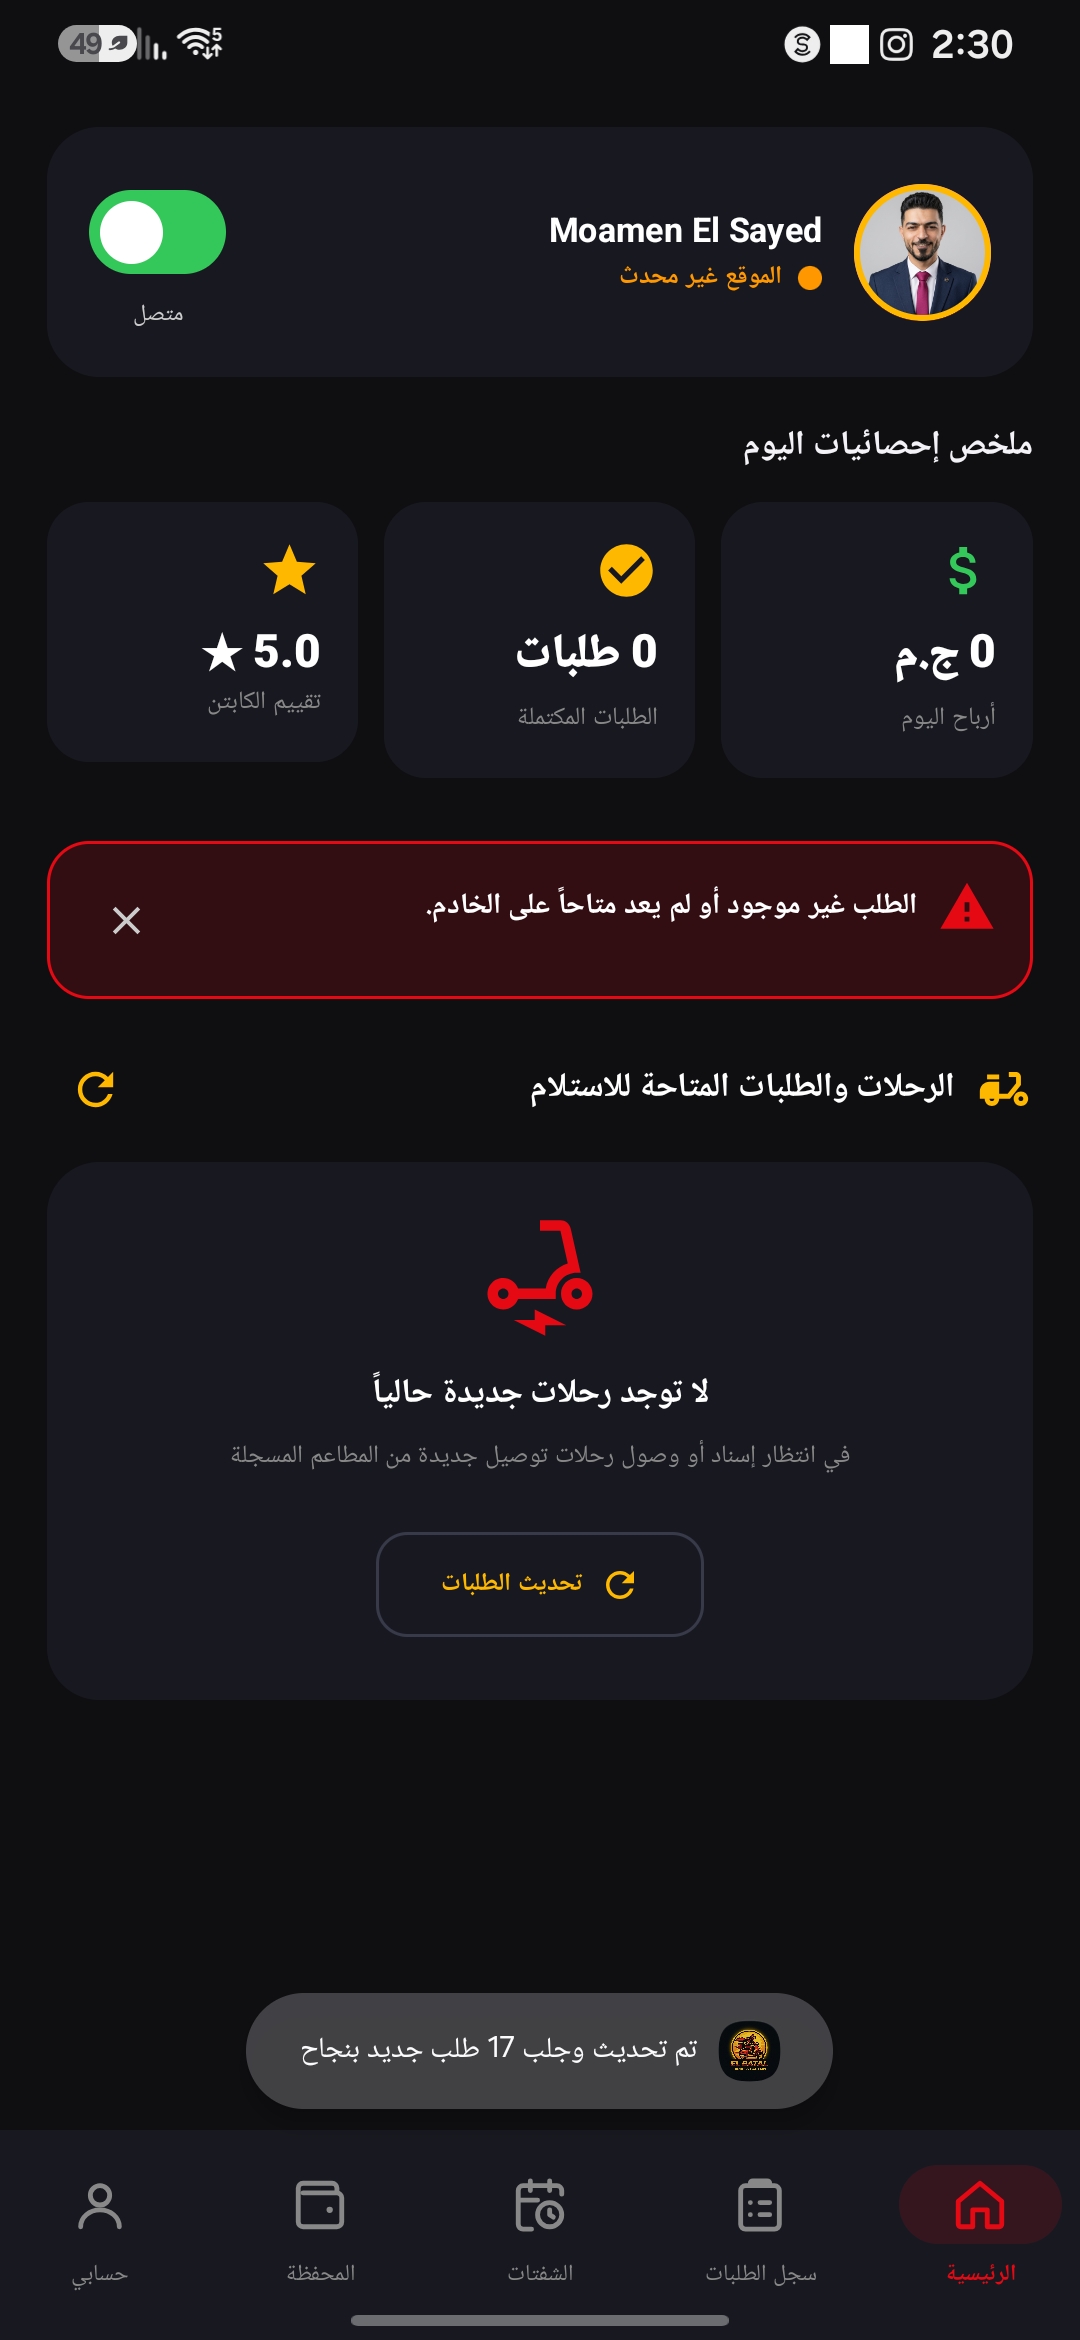 49
5
2:30
Moamen El Sayed
الموقع غير محدث
متصل
ملخص إحصائيات اليوم
0 ج.م
أرباح اليوم
0 طلبات
الطلبات المكتملة
5.0 ★
تقييم الكابتن
الطلب غير موجود أو لم يعد متاحاً على الخادم.
الرحلات والطلبات المتاحة للاستلام
لا توجد رحلات جديدة حالياً
في انتظار إسناد أو وصول رحلات توصيل جديدة من المطاعم المسجلة
تحديث الطلبات
تم تحديث وجلب 17 طلب جديد بنجاح
EL BATAL
الرئيسية
سجل الطلبات
الشفتات
المحفظة
حسابي